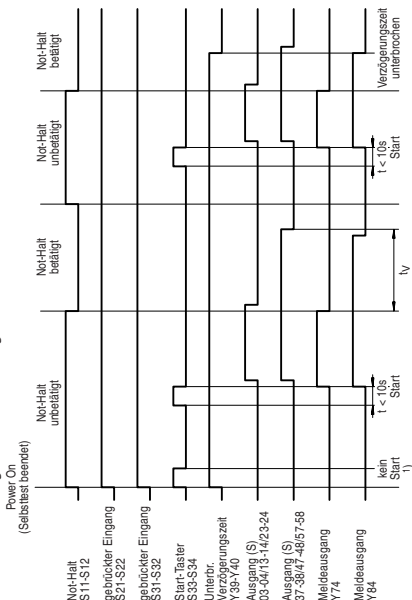 Power On
(Selbsttest beendet)
Not-Halt
unbetätigt
Not-Halt
betätigt
Not-Halt
unbetätigt
Not-Halt
betätigt
Not-Halt
S11-S12
gebrückter Eingang
S21-S22
gebrückter Eingang
S31-S32
Start-Taster
S33-S34
Unterbr.
Verzögerungszeit
Y39-Y40
Ausgang (S)
03-04/13-14/23-24
Ausgang (S)
37-38/47-48/57-58
Meldeausgang
Y74
Meldeausgang
Y84
kein
Start
1)
t < 10s
Start
tv
t < 10s
Start
Verzögerungszeit
unterbrochen